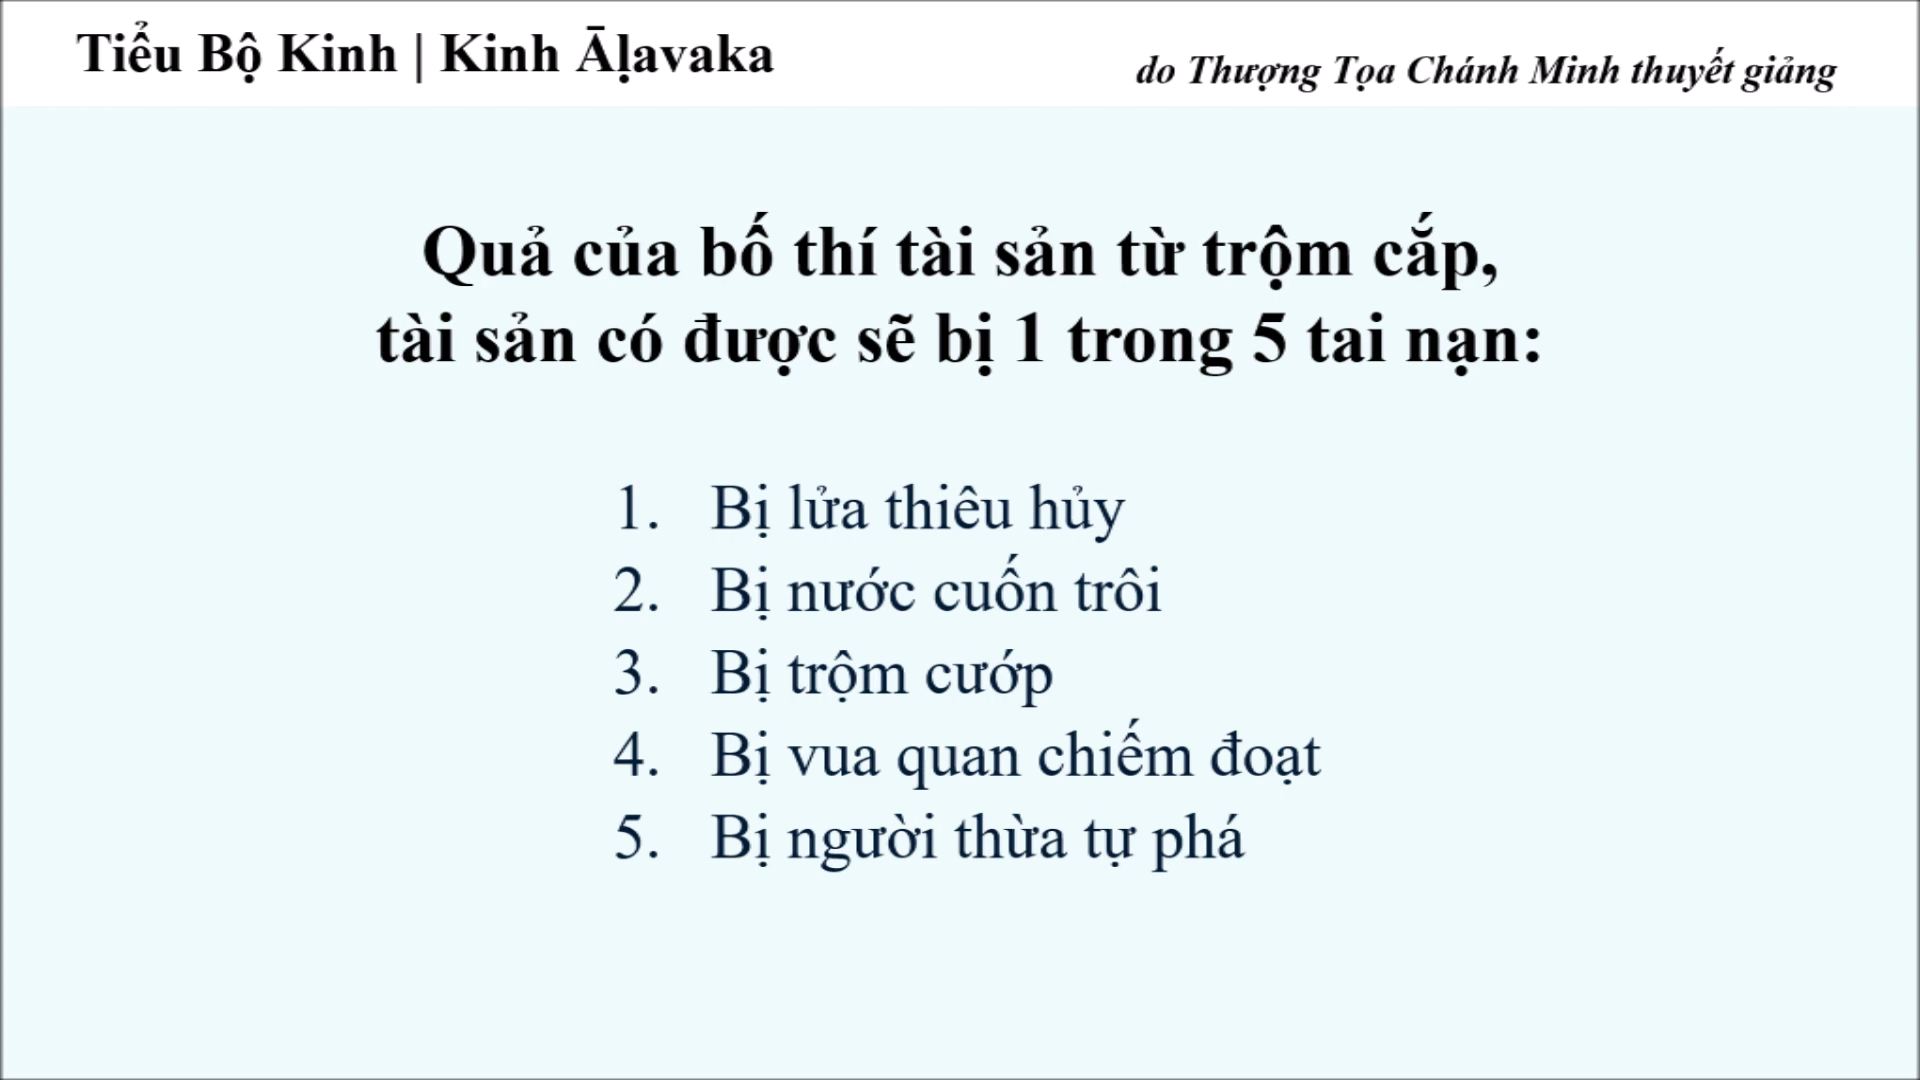 Tiểu Bộ Kinh | Kinh Āḷavaka
do Thượng Tọa Chánh Minh thuyết giảng
Quả của bố thí tài sản từ trộm cắp,
tài sản có được sẽ bị 1 trong 5 tai nạn:
1. Bị lửa thiêu hủy
2. Bị nước cuốn trôi
3. Bị trộm cướp
4. Bị vua quan chiếm đoạt
5. Bị người thừa tự phá